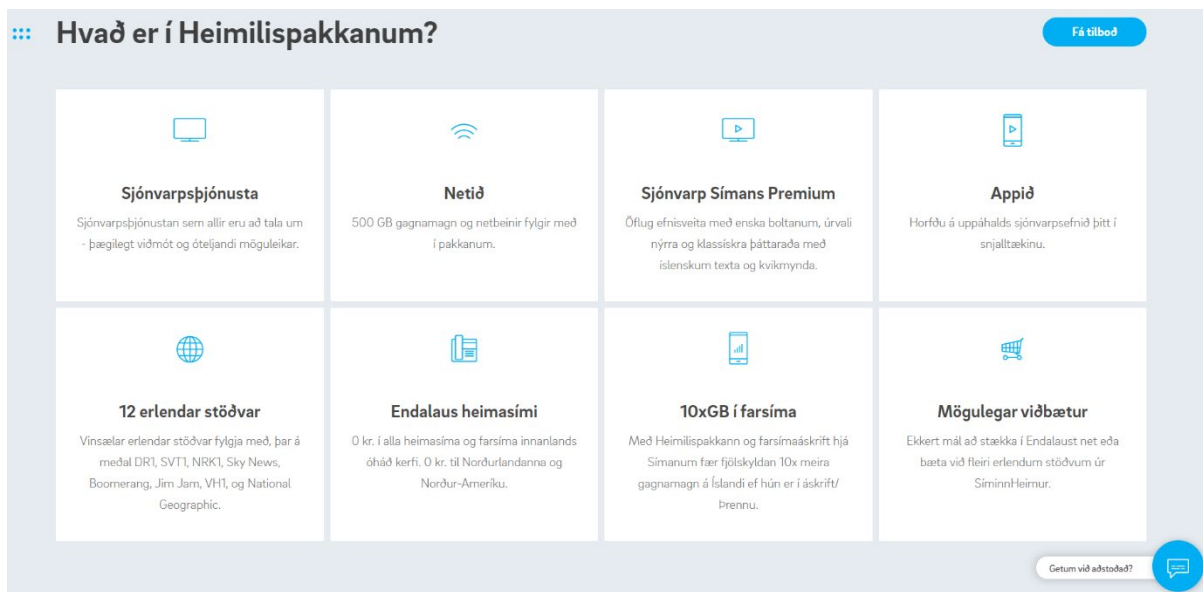 Hvað er í Heimilispakkanum?
Fá tilboð
Sjónvarpsþjónusta
Sjónvarpsþjónustan sem allir eru að tala um
- þægilegt viðmót og óteljandi möguleikar.
Netið
500 GB gagnamagn og netbeinir fylgir með
í pakkanum.
Sjónvarp Símans Premium
Öflug efnisveita með enska boltanum, úrvali
nýrra og klassískra þáttaraða með
íslenskum texta og kvikmynda.
Appið
Horfðu á uppáhalds sjónvarpsefnið þitt í
snjalltækinu.
12 erlendar stöðvar
Vinsælar erlendar stöðvar fylgja með, þar á
meðal DR1, SVT1, NRK1, Sky News,
Boomerang, Jim Jam, VH1, og National
Geographic.
Endalaus heimasími
0 kr. í alla heimasíma og farsíma innanlands
óháð kerfi. 0 kr. til Norðurlandanna og
Norður-Ameríku.
10xGB í farsíma
Með Heimilispakkann og farsímaáskrift hjá
Símanum fær fjölskyldan 10x meira
gagnamagn á Íslandi ef hún er í áskrift/
Þrennu.
Mögulegar viðbætur
Ekkert mál að stækka í Endalaust net eða
bæta við fleiri erlendum stöðvum úr
SíminnHeimur.
Getum við aðstoðað?